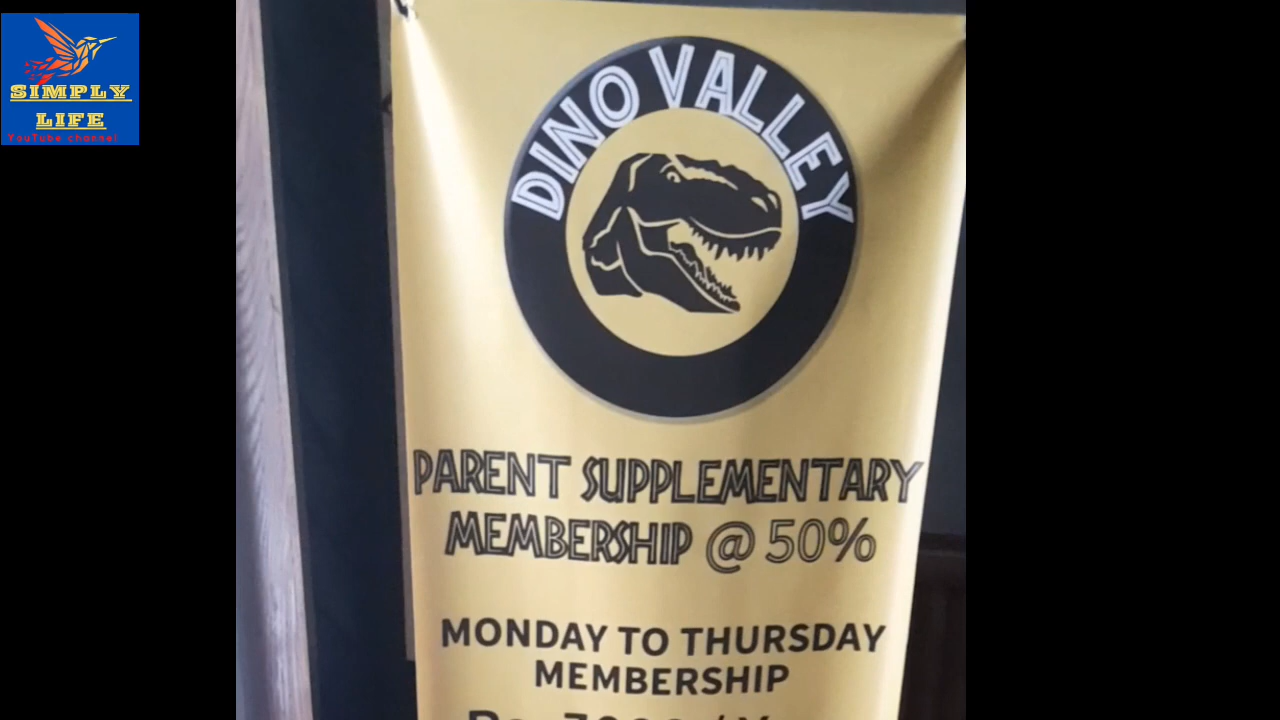 SIMPLY
LIFE
YouTube channel
DINO VALLEY
PARENT SUPPLEMENTARY
MEMBERSHIP @ 50%
MONDAY TO THURSDAY
MEMBERSHIP